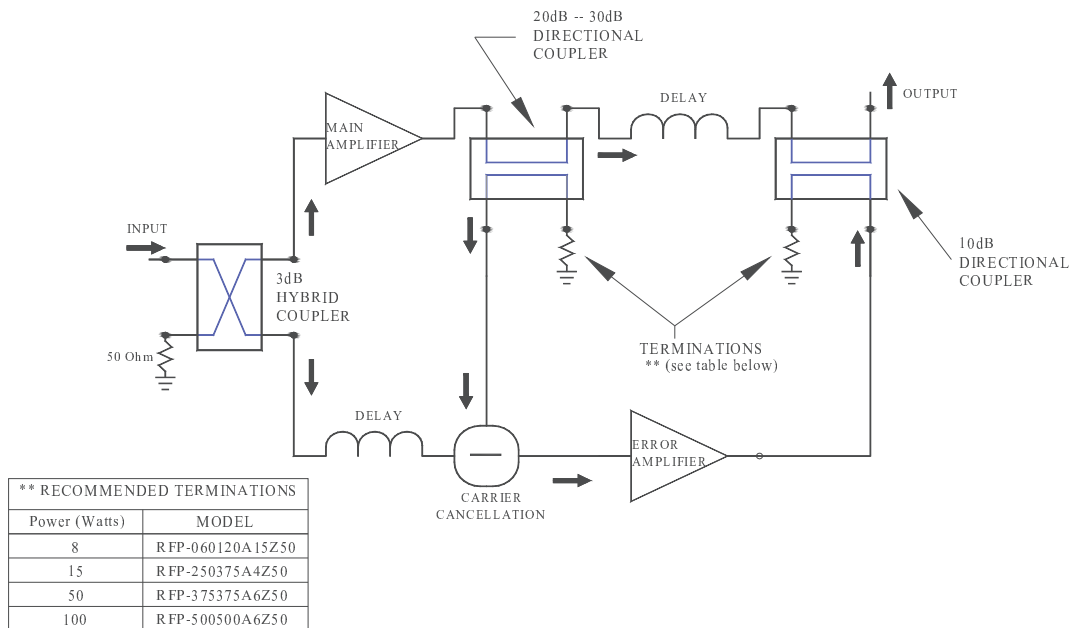 20dB -- 30dB
DIRECTIONAL
COUPLER
DELAY
OUTPUT
MAIN
AMPLIFIER
INPUT
3dB
HYBRID
COUPLER
10dB
DIRECTIONAL
COUPLER
50 Ohm
TERMINATIONS
** (see table below)
DELAY
ERROR
AMPLIFIER
CARRIER
CANCELLATION
** RECOMMENDED TERMINATIONS
Power (Watts) MODEL
8 RFP-060120A15Z50
15 RFP-250375A4Z50
50 RFP-375375A6Z50
100 RFP-500500A6Z50